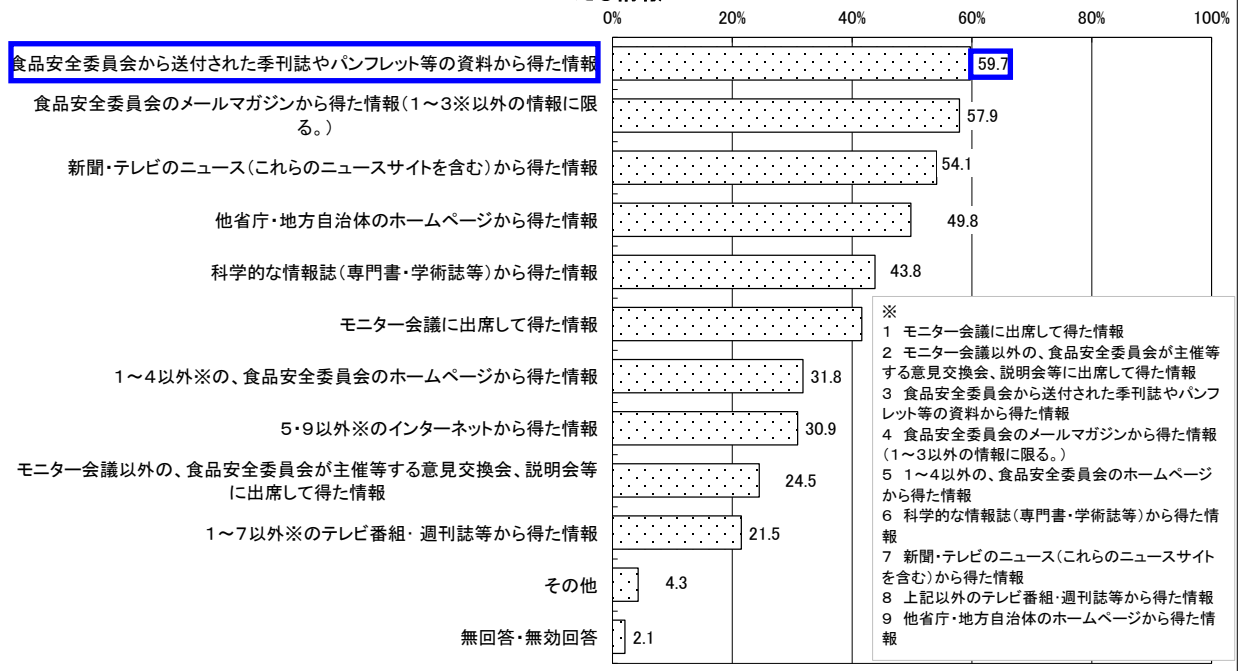 0%
20%
40%
60%
80%
100%
食品安全委員会から送付された季刊誌やパンフレット等の資料から得た情報
59.7
食品安全委員会のメールマガジンから得た情報(1～3※以外の情報に限
る。)
57.9
新聞・テレビのニュース(これらのニュースサイトを含む)から得た情報
54.1
他省庁・地方自治体のホームページから得た情報
49.8
科学的な情報誌(専門書・学術誌等)から得た情報
43.8
モニター会議に出席して得た情報
1～4以外※の、食品安全委員会のホームページから得た情報
31.8
5・9以外※のインターネットから得た情報
30.9
モニター会議以外の、食品安全委員会が主催等する意見交換会、説明会等
に出席して得た情報
24.5
1～7以外※のテレビ番組・週刊誌等から得た情報
21.5
その他
4.3
無回答・無効回答
2.1
※
1 モニター会議に出席して得た情報
2 モニター会議以外の、食品安全委員会が主催等
する意見交換会、説明会等に出席して得た情報
3 食品安全委員会から送付された季刊誌やパンフ
レット等の資料から得た情報
4 食品安全委員会のメールマガジンから得た情報
(1～3以外の情報に限る。)
5 1～4以外の、食品安全委員会のホームページ
から得た情報
6 科学的な情報誌(専門書・学術誌等)から得た情
報
7 新聞・テレビのニュース(これらのニュースサイト
を含む)から得た情報
8 上記以外のテレビ番組・週刊誌等から得た情報
9 他省庁・地方自治体のホームページから得た情
報